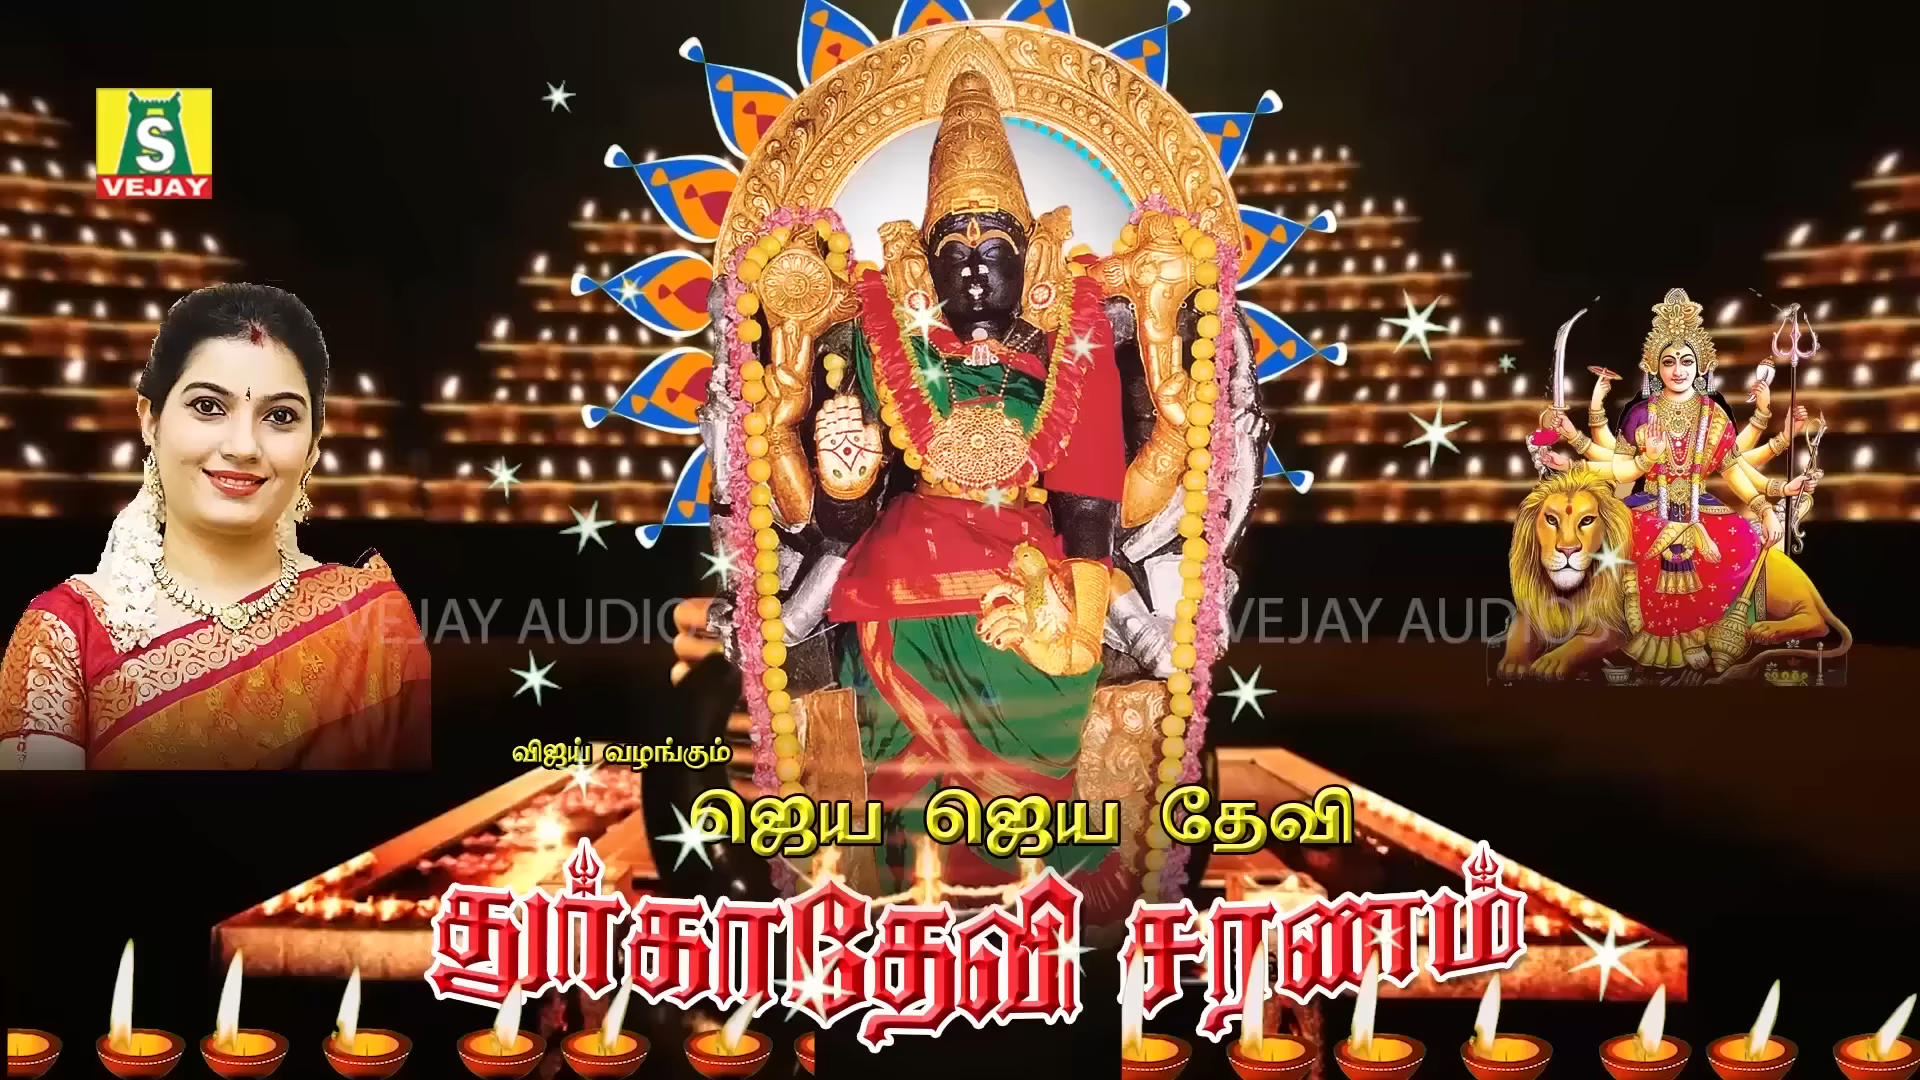 S
VEJAY
VEJAY AUDIOS VEJAY AUDIOS
விஜய் வழங்கும்
ஜெய ஜெய தேவி
துர்காதேவி சரணம்